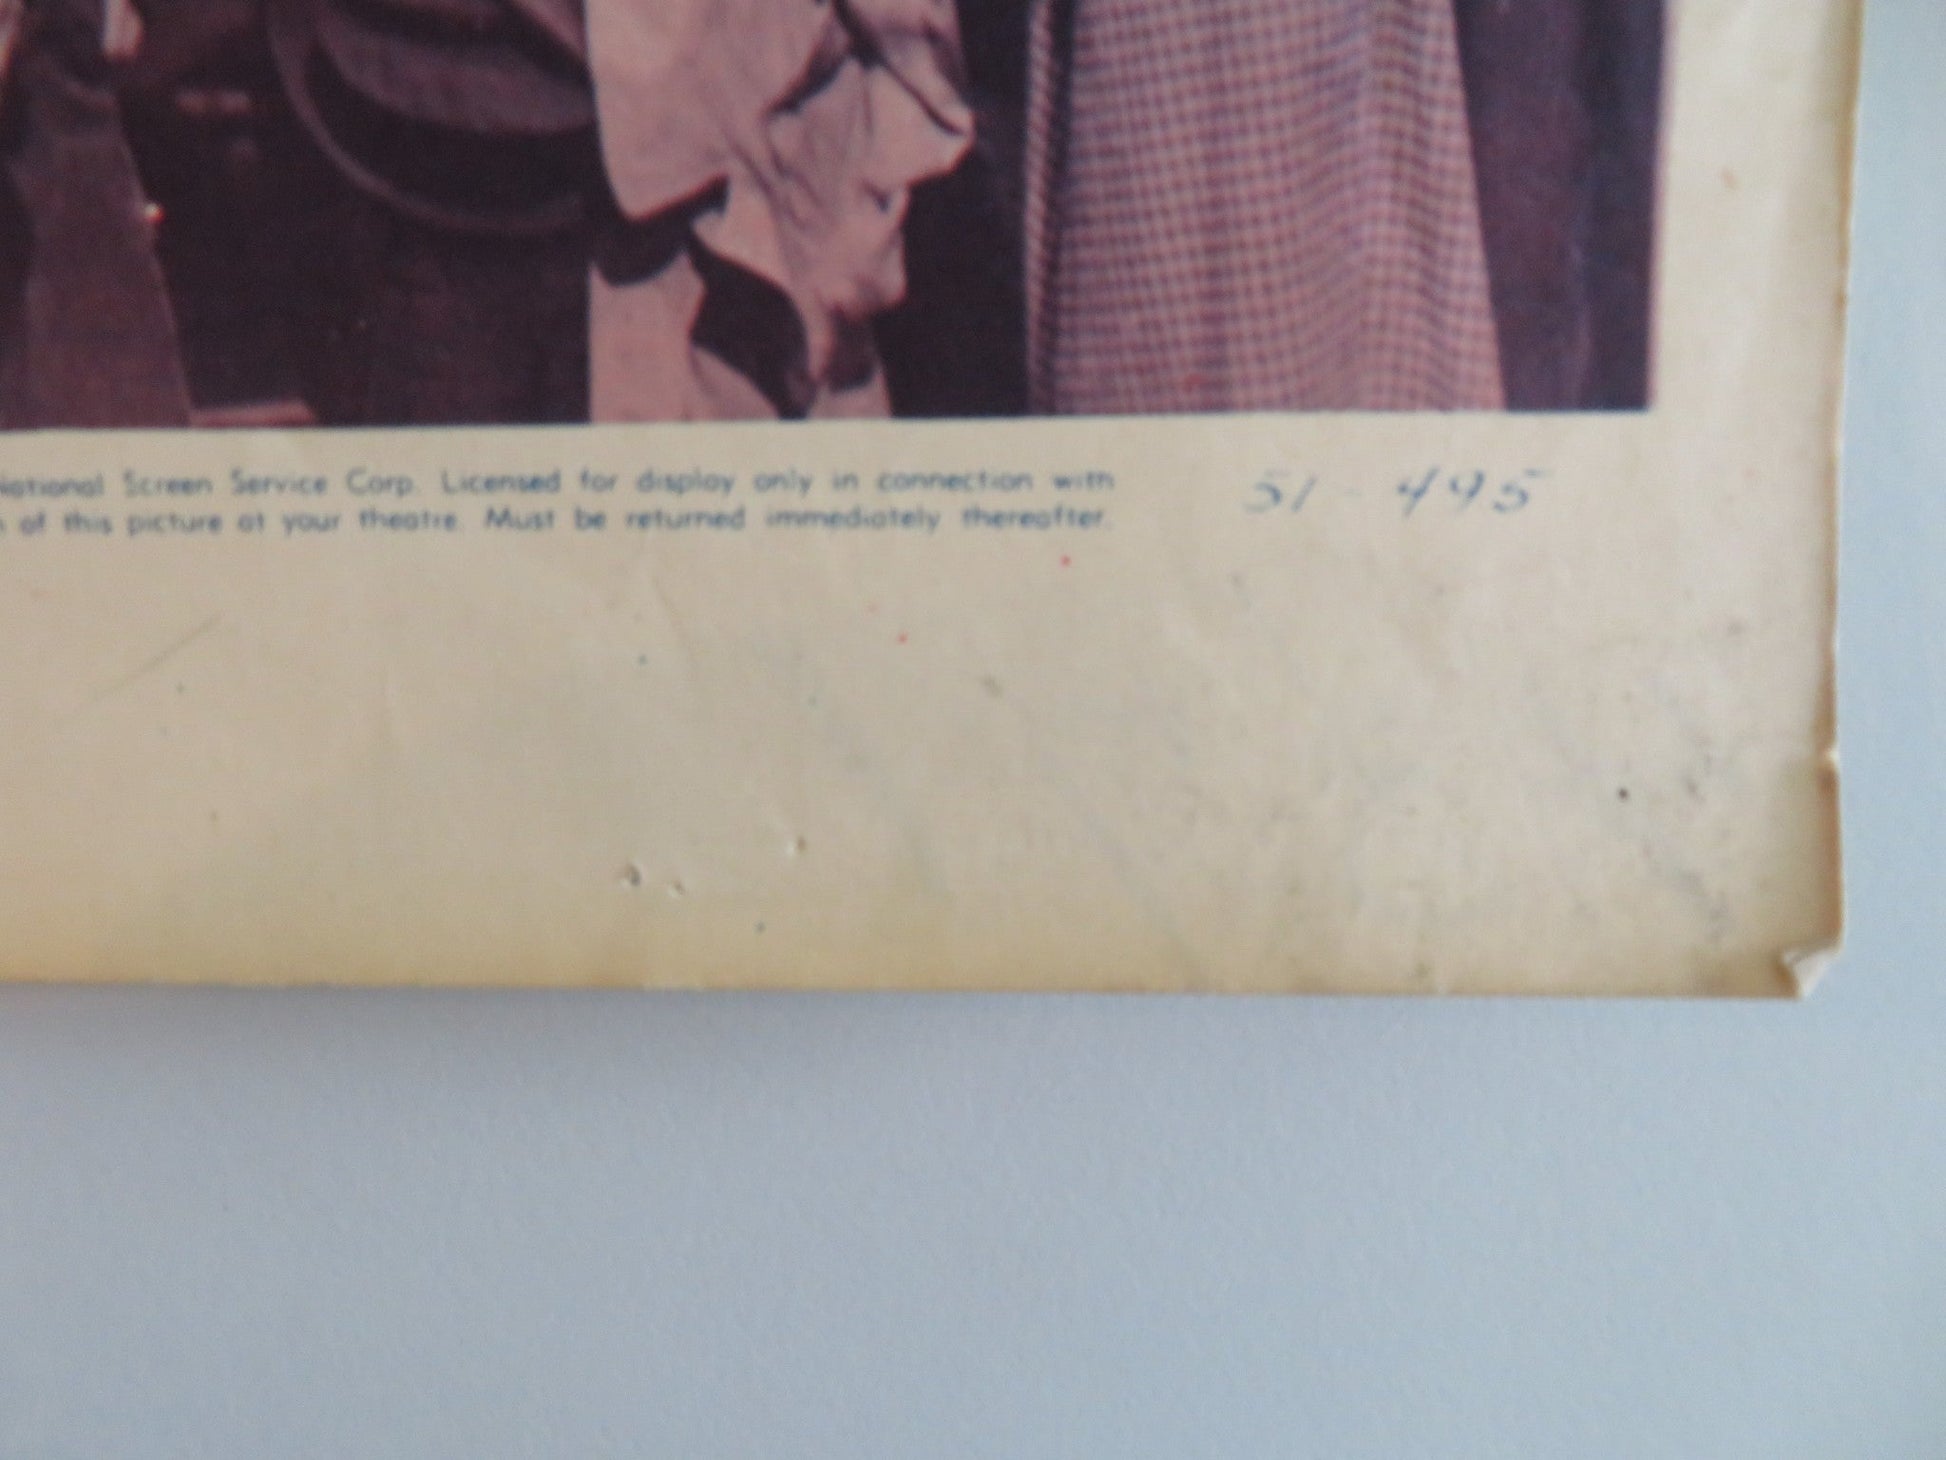 National Screen Service Corp. Licensed for display only in connection with
of this picture at your theatre. Must be returned immediately thereafter.
51-495